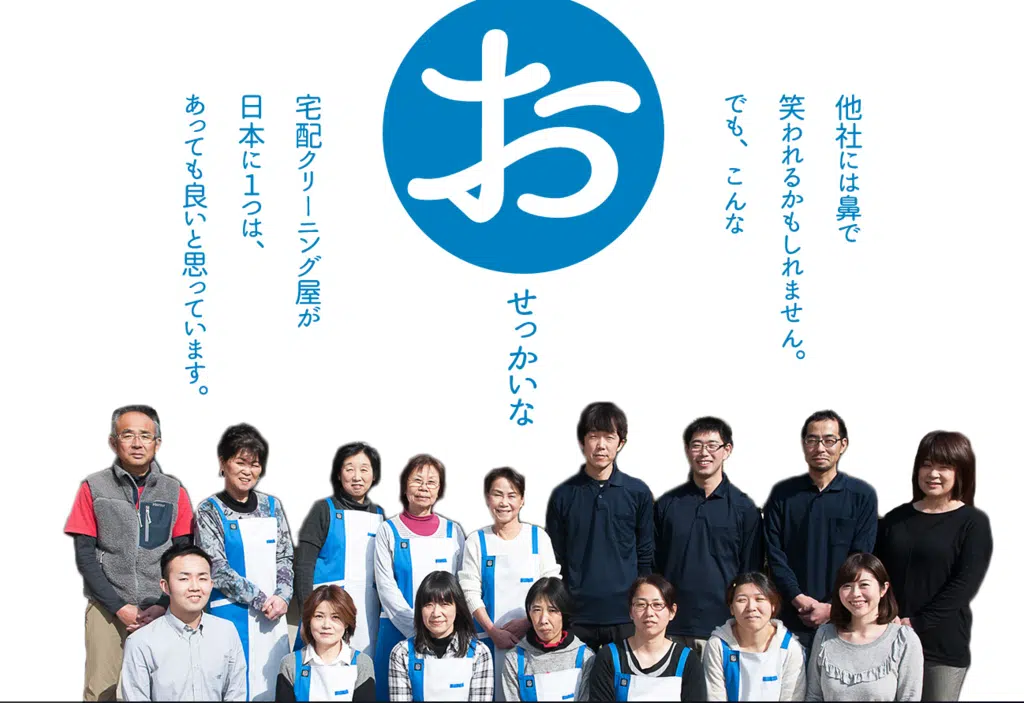 他社には鼻で
笑われるかもしれません。
でも、こんな
お
せっかいな
宅配クリーニング屋が
日本に1つは、
あっても良いと思っています。